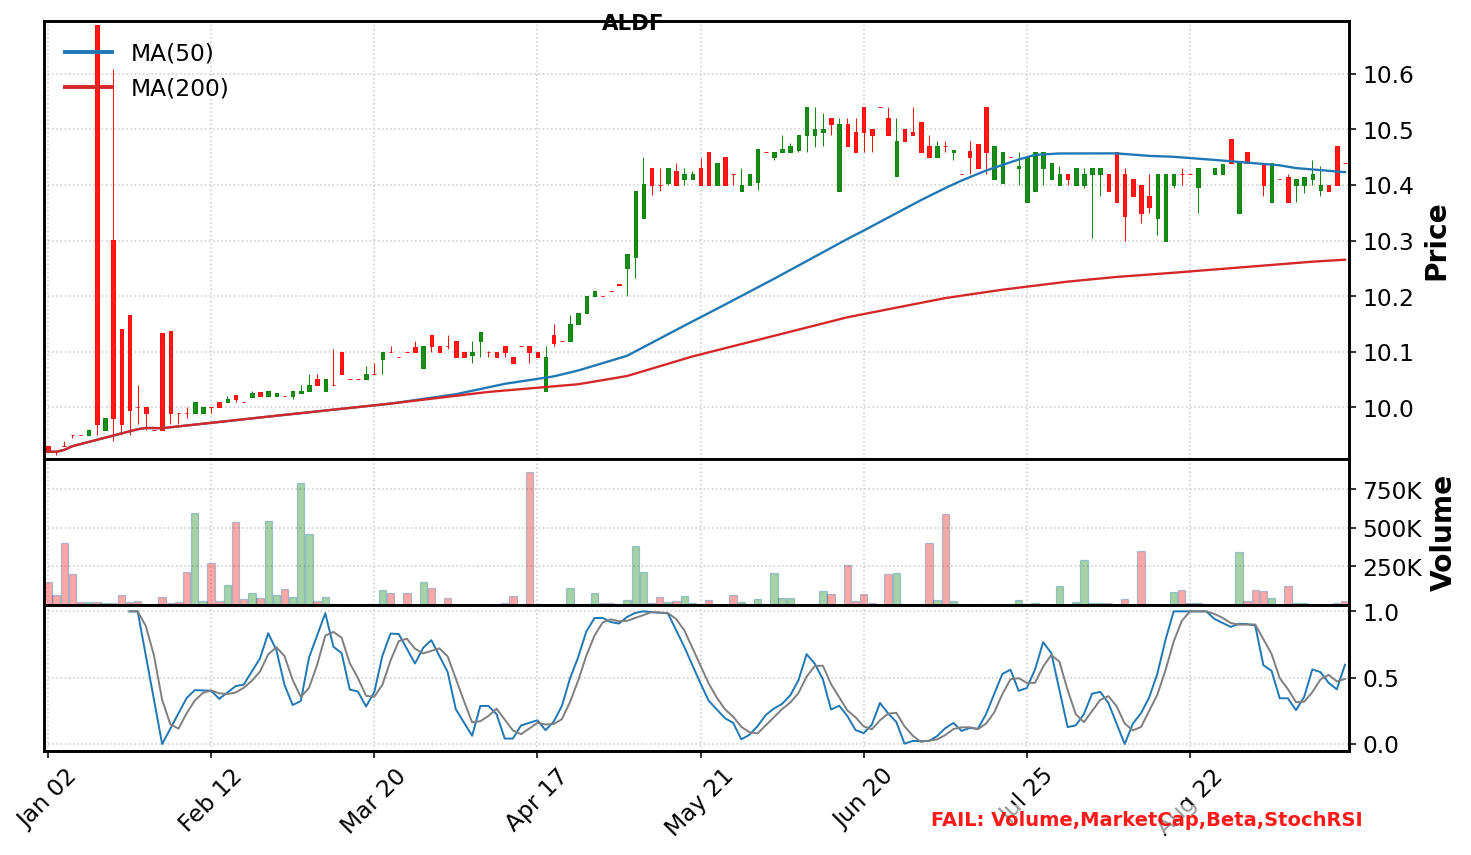 ALDF
MA(50)
MA(200)
10.6
10.5
10.4
10.3
10.2
10.1
10.0
Price
750K
500K
250K
Volume
1.0
0.5
0.0
Jan 02
Feb 12
Mar 20
Apr 17
May 21
Jun 20
Jul 25
Aug 22
FAIL: Volume,MarketCap,Beta,StochRSI